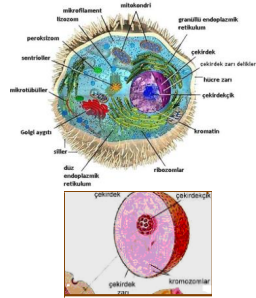 mitokondri
mikrofilament
lizozom
granüllü endoplazmik
retikulum
peroksizom
çekirdek
sentrioller
çekirdek zarı delikleri
hücre zarı
mikrotübüller
çekirdekçik
Golgi aygıtı
kromatin
siller
düz
endoplazmik
retikulum
ribozomlar
çekirdek
çekirdekçik
çekirdek
zarı
kromozomlar